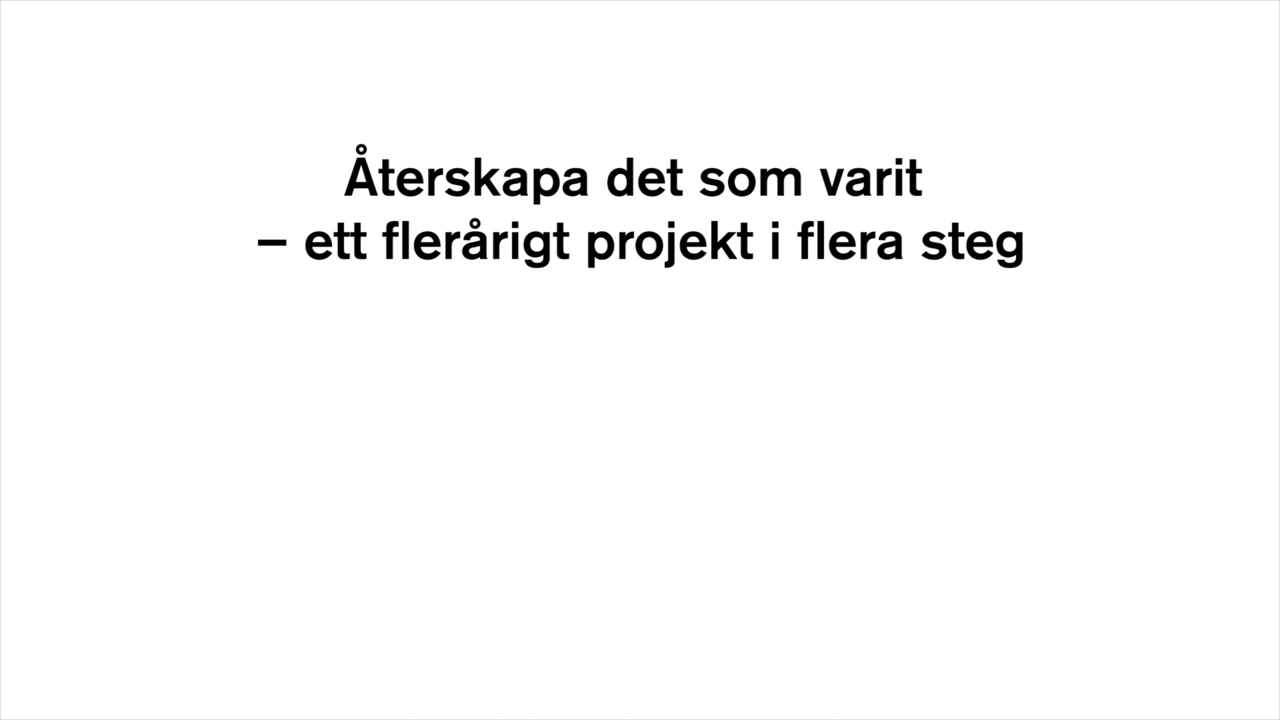 Återskapa det som varit
– ett flerårigt projekt i flera steg